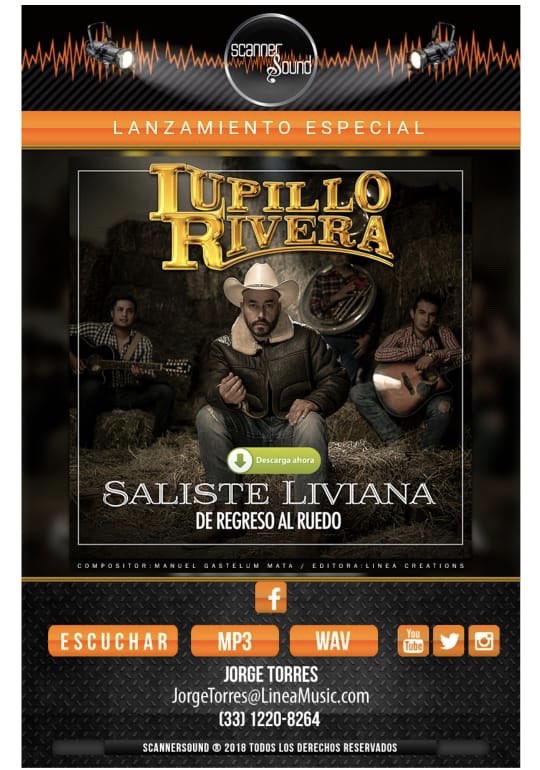 scanner
Sound
LANZAMIENTO ESPECIAL
LUPILLO
RIVERA
Descarga ahora
SALISTE LIVIANA
DE REGRESO AL RUEDO
COMPOSITOR:MANUEL GASTELUM MATA / EDITORA:LINEA CREATIONS
f
ESCUCHAR MP3 WAV You Tube
JORGE TORRES
JorgeTorres@LineaMusic.com
(33) 1220-8264
SCANNERSOUND ® 2018 TODOS LOS DERECHOS RESERVADOS